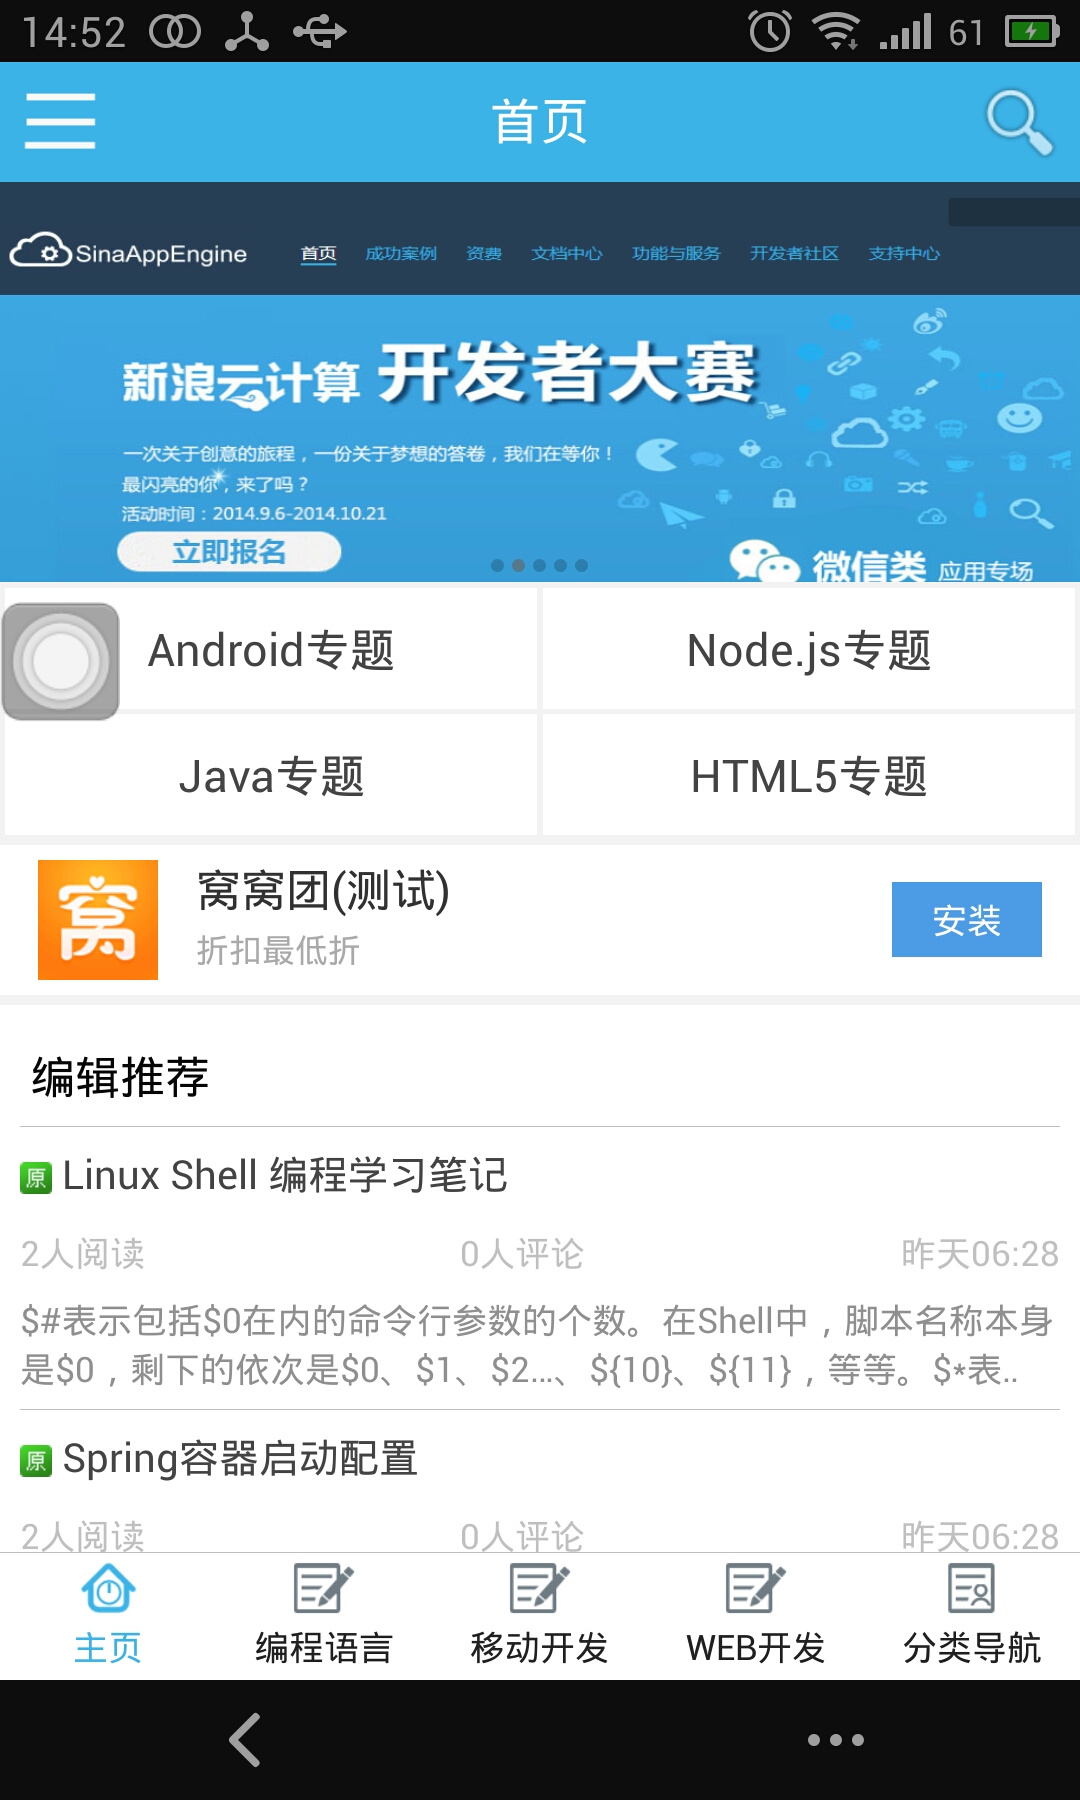 14:52
61
首页
SinaAppEngine 首页 成功案例 资费 文档中心 功能与服务 开发者社区 支持中心
新浪云计算 开发者大赛
一次关于创意的旅程，一份关于梦想的答卷，我们在等你！
最闪亮的你，来了吗？
活动时间：2014.9.6-2014.10.21
立即报名
微信类 应用专场
Android专题
Node.js专题
Java专题
HTML5专题
窝
窝窝团(测试)
折扣最低折
安装
编辑推荐
原 Linux Shell 编程学习笔记
2人阅读 0人评论 昨天06:28
$#表示包括$0在内的命令行参数的个数。在Shell中，脚本名称本身
是$0，剩下的依次是$0、$1、$2...、${10}、${11}，等等。$*表..
原 Spring容器启动配置
2人阅读 0人评论 昨天06:28
主页 编程语言 移动开发 WEB开发 分类导航